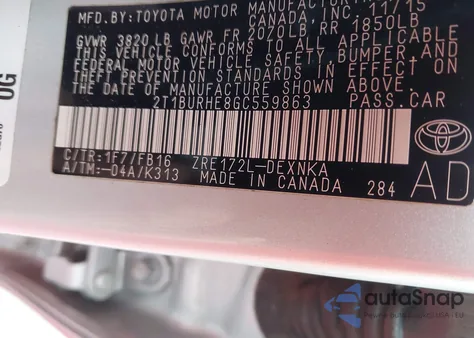 MFD. BY: TOYOTA MOTOR MANUFACTURING
CANADA, INC. 11/15
GVWR 3820 LB GAWR FR 2020LB, RR 1850LB
THIS VEHICLE CONFORMS TO ALL APPLICABLE
FEDERAL MOTOR VEHICLE SAFETY, BUMPER, AND
THEFT PREVENTION STANDARDS IN EFFECT ON
THE DATE OF MANUFACTURE SHOWN ABOVE.
2T1BURHE8GC559863 PASS.CAR
C/TR: 1F7/FB16 ZRE172L-DEXNKA
A/TM: -04A/K313 MADE IN CANADA 284
TOYOTA
AD
OG
autoSnap